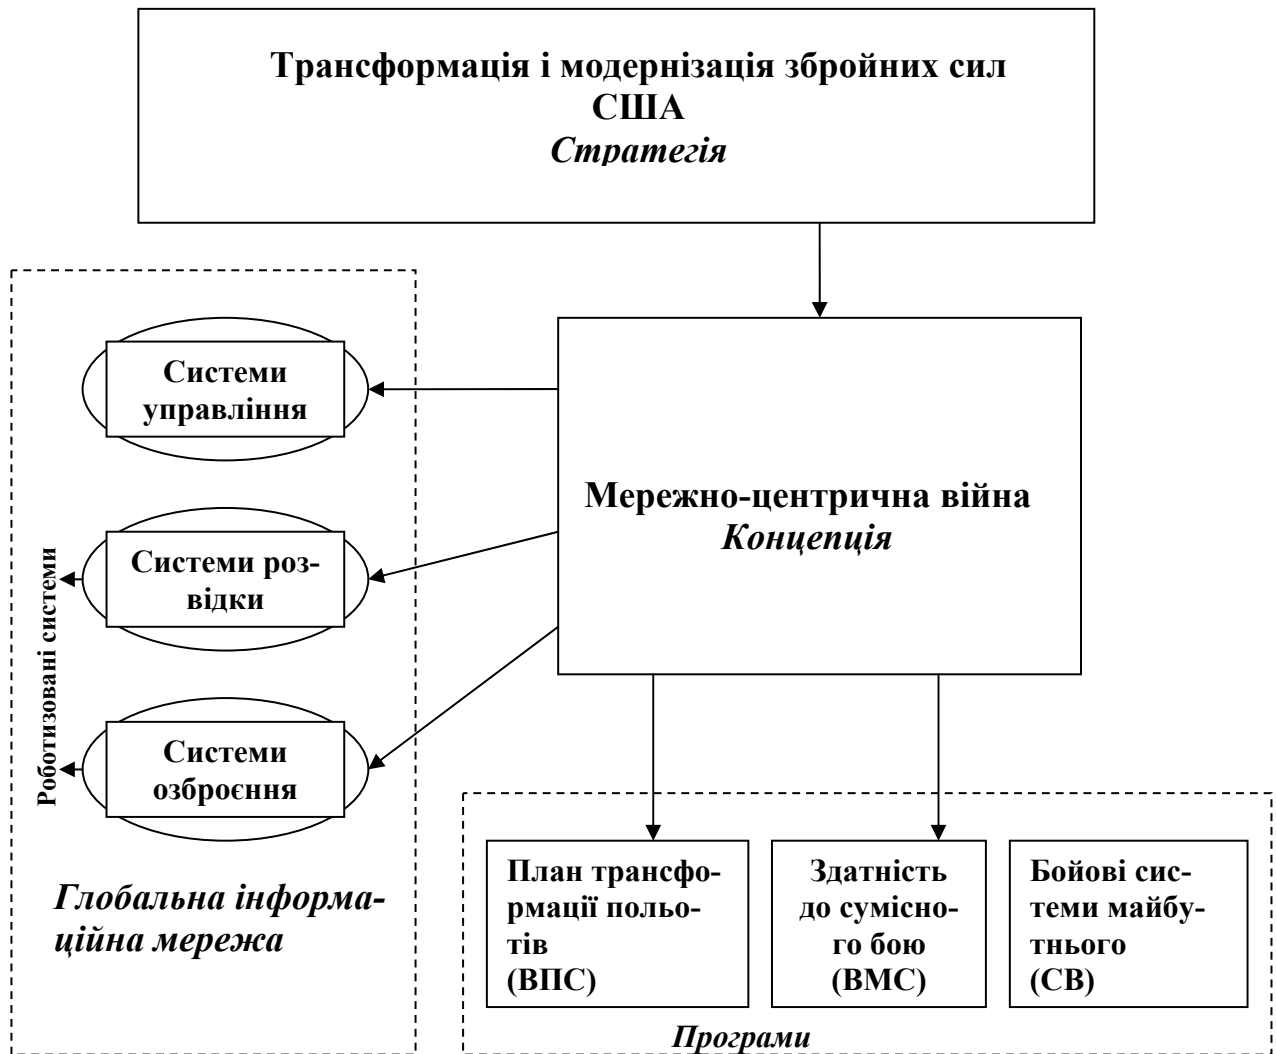 Трансформація і модернізація збройних сил
США
Стратегія
Системи
управління
Мережно-центрична війна
Концепція
Системи роз-
відки
Роботизовані системи
Системи
озброєння
Глобальна інформа-
ційна мережа
План трансфо-
рмації польо-
тів
(ВПС)
Здатність
до сумісно-
го бою
(ВМС)
Бойові сис-
теми майбу-
тнього
(СВ)
Програми